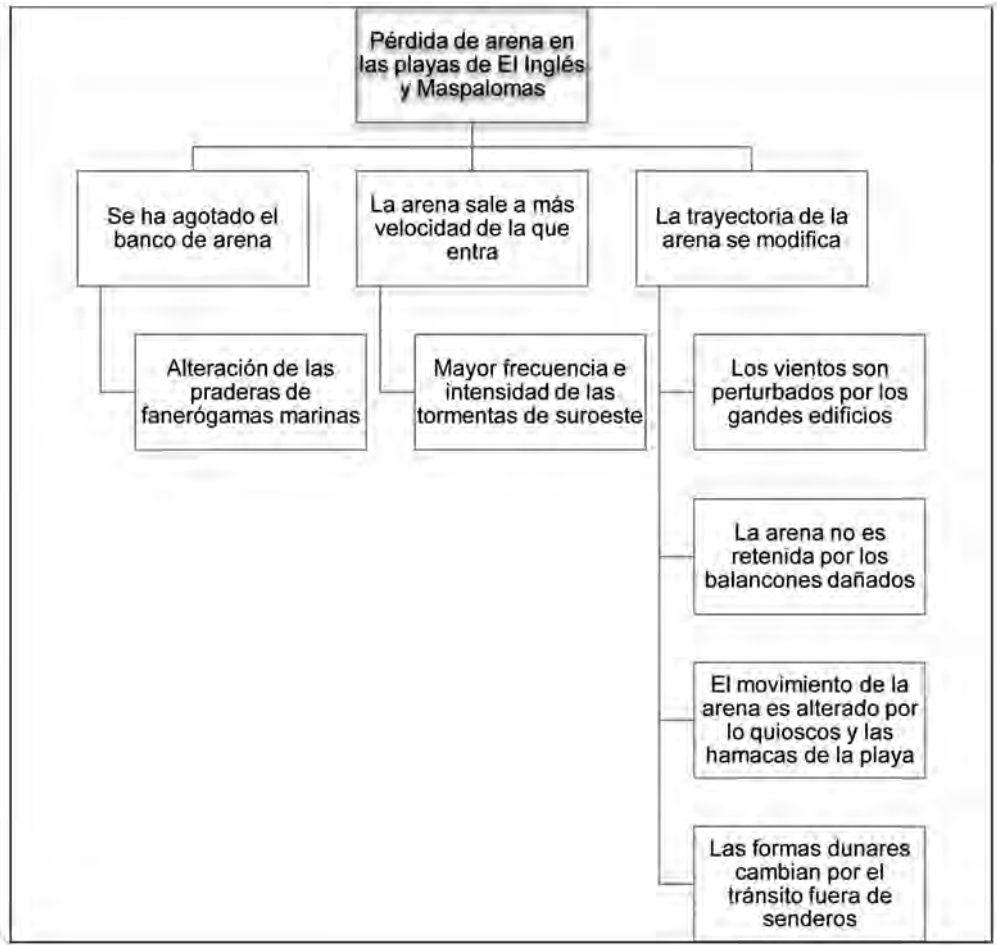 Pérdida de arena en
las playas de El Inglés
y Maspalomas
Se ha agotado el
banco de arena
La arena sale a más
velocidad de la que
entra
La trayectoria de la
arena se modifica
Alteración de las
praderas de
fanerógamas marinas
Mayor frecuencia e
intensidad de las
tormentas de suroeste
Los vientos son
perturbados por los
gandes edificios
La arena no es
retenida por los
balancones dañados
El movimiento de la
arena es alterado por
lo quioscos y las
hamacas de la playa
Las formas dunares
cambian por el
tránsito fuera de
senderos